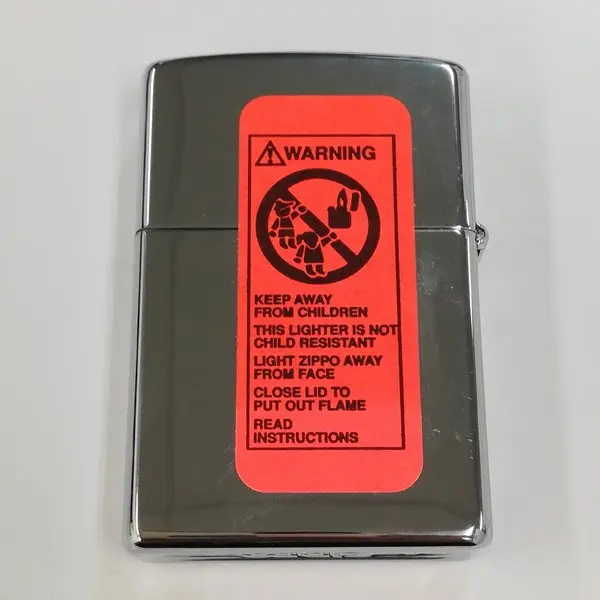 WARNING
KEEP AWAY
FROM CHILDREN
THIS LIGHTER IS NOT
CHILD RESISTANT
LIGHT ZIPPO AWAY
FROM FACE
CLOSE LID TO
PUT OUT FLAME
READ
INSTRUCTIONS